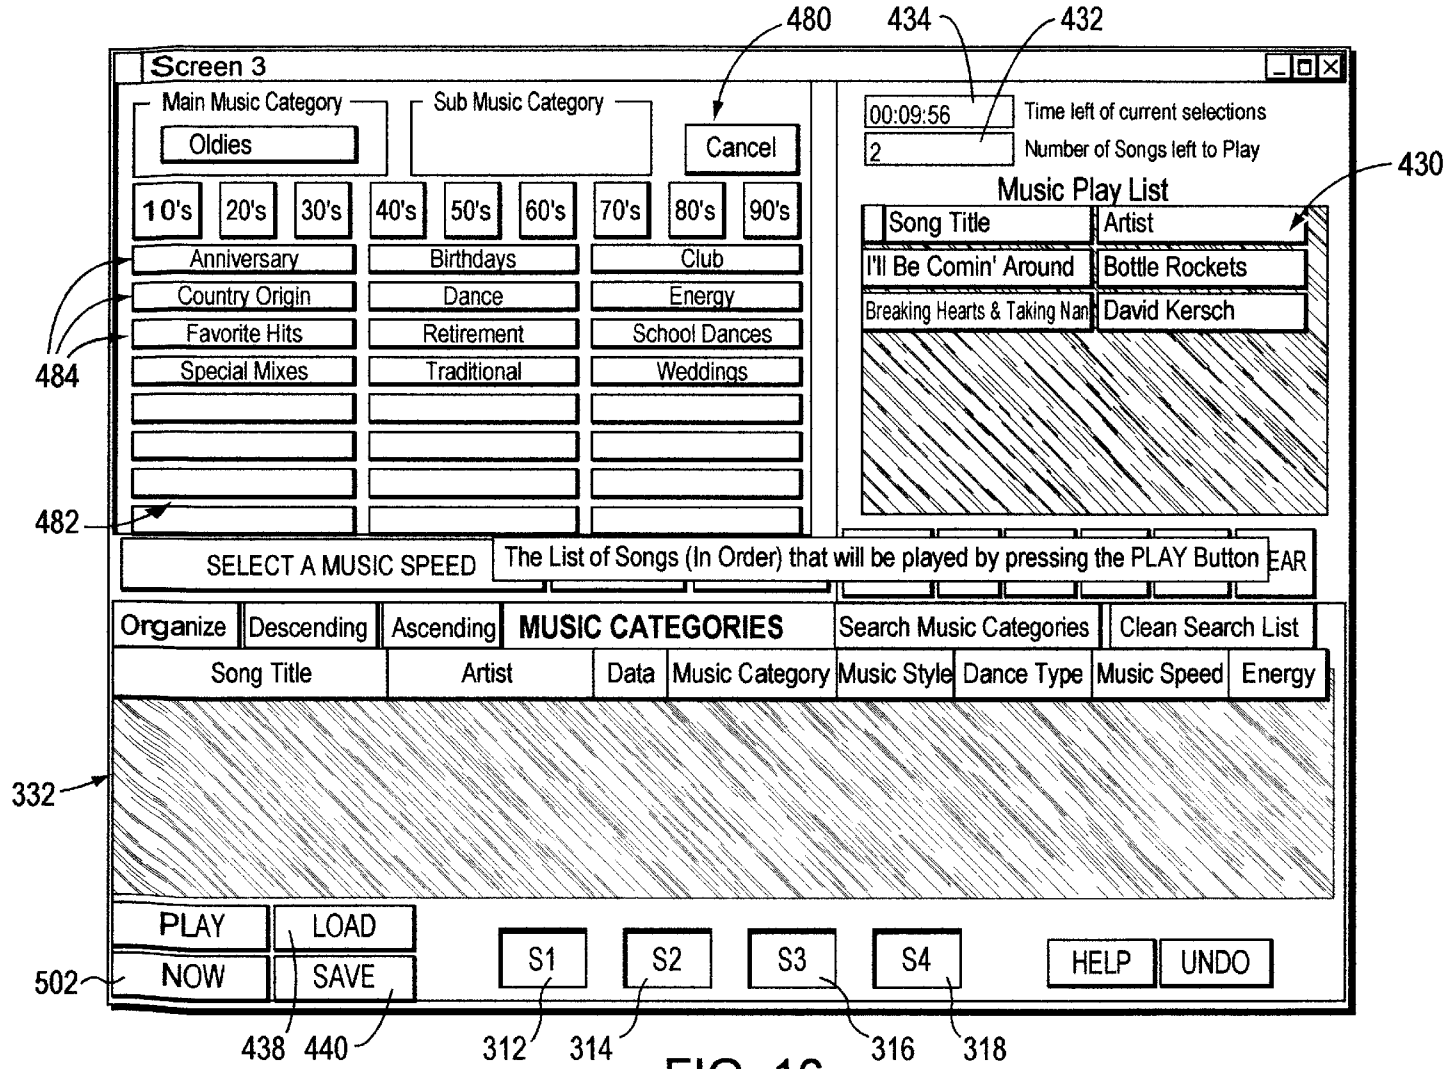 480 434 432
Screen 3
Main Music Category
Sub Music Category
Oldies
Cancel
00:09:56 Time left of current selections
2 Number of Songs left to Play
430
Music Play List
Song Title Artist
I'll Be Comin' Around Bottle Rockets
Breaking Hearts & Taking Nan David Kersch
10's 20's 30's 40's 50's 60's 70's 80's 90's
Anniversary Birthdays Club
Country Origin Dance Energy
Favorite Hits Retirement School Dances
Special Mixes Traditional Weddings
484
482
SELECT A MUSIC SPEED
The List of Songs (In Order) that will be played by pressing the PLAY Button
EAR
Organize Descending Ascending MUSIC CATEGORIES Search Music Categories Clean Search List
Song Title Artist Data Music Category Music Style Dance Type Music Speed Energy
332
PLAY LOAD
NOW SAVE
S1 S2 S3 S4
HELP UNDO
502
438 440 312 314 316 318